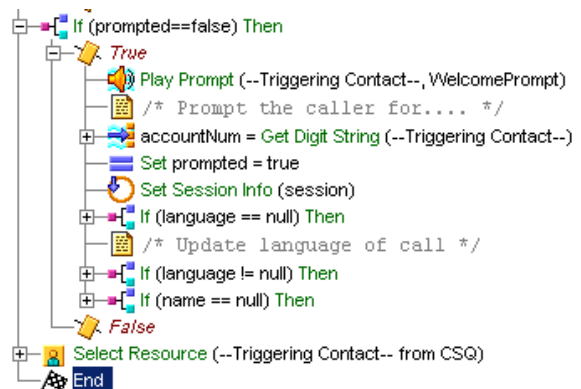 If (prompted==false) Then
True
Play Prompt (--Triggering Contact--, WelcomePrompt)
/* Prompt the caller for.... */
accountNum = Get Digit String (--Triggering Contact--)
Set prompted = true
Set Session Info (session)
If (language == null) Then
/* Update language of call */
If (language != null) Then
If (name == null) Then
False
Select Resource (--Triggering Contact-- from CSQ)
End